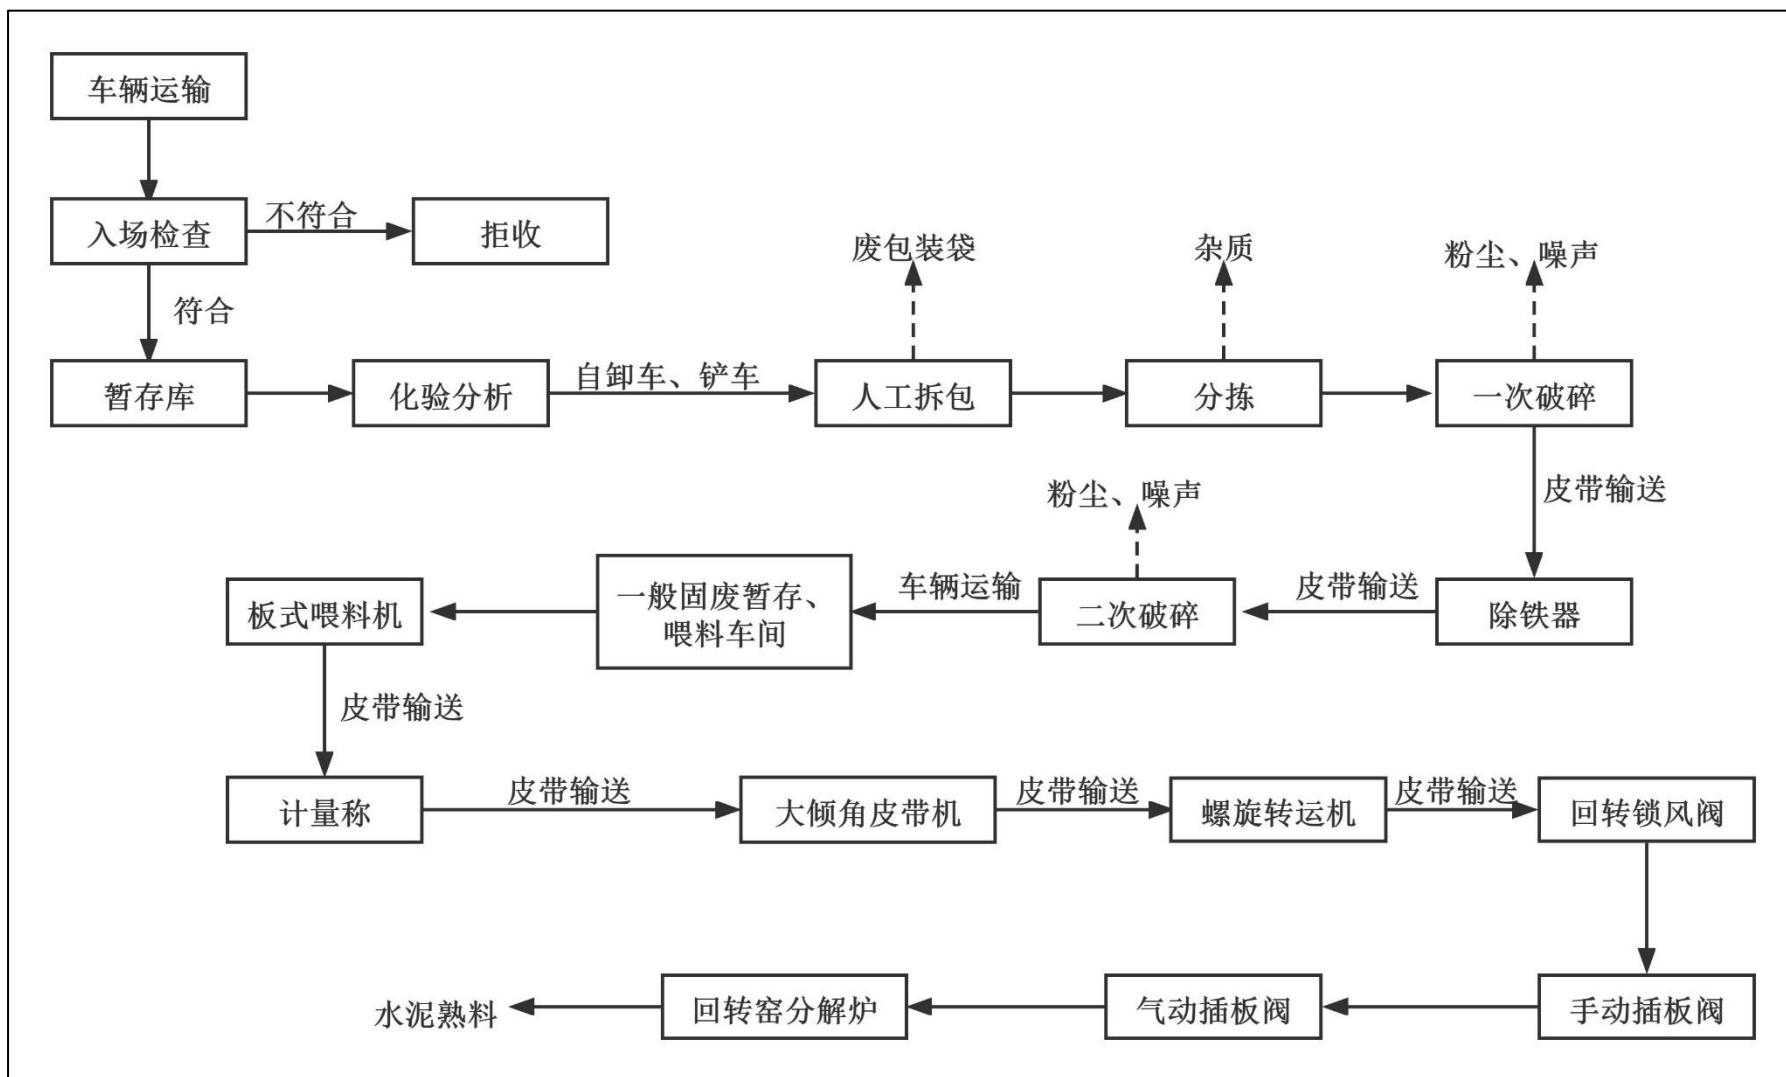 车辆运输
入场检查
不符合
拒收
符合
废包装袋
杂质
粉尘、噪声
暂存库
化验分析
自卸车、铲车
人工拆包
分拣
一次破碎
皮带输送
粉尘、噪声
板式喂料机
一般固废暂存、
喂料车间
车辆运输
二次破碎
皮带输送
除铁器
皮带输送
计量称
皮带输送
大倾角皮带机
皮带输送
螺旋转运机
皮带输送
回转锁风阀
水泥熟料
回转窑分解炉
气动插板阀
手动插板阀